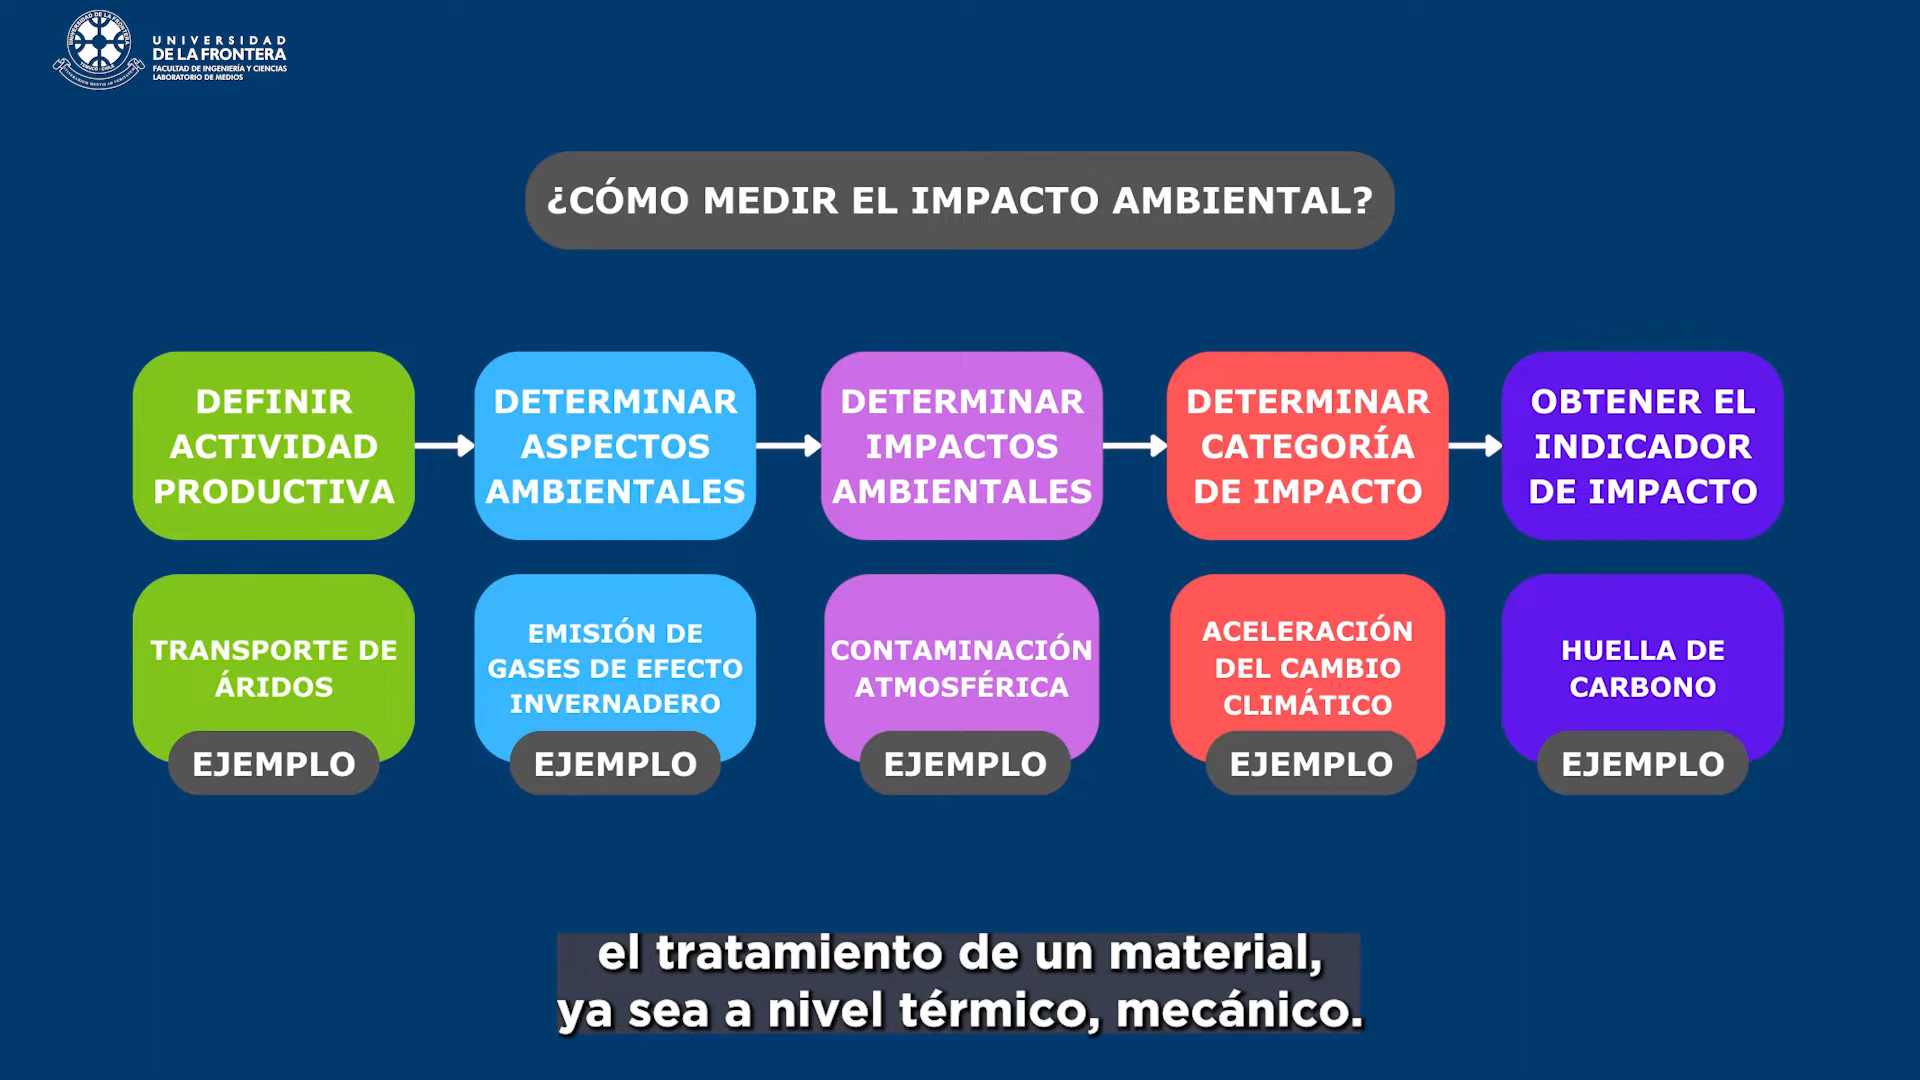 UNIVERSIDAD
DE LA FRONTERA
FACULTAD DE INGENIERÍA Y CIENCIAS
LABORATORIO DE MEDIOS
¿CÓMO MEDIR EL IMPACTO AMBIENTAL?
DEFINIR
ACTIVIDAD
PRODUCTIVA
DETERMINAR
ASPECTOS
AMBIENTALES
DETERMINAR
IMPACTOS
AMBIENTALES
DETERMINAR
CATEGORÍA
DE IMPACTO
OBTENER EL
INDICADOR
DE IMPACTO
TRANSPORTE DE
ÁRIDOS
EJEMPLO
EMISIÓN DE
GASES DE EFECTO
INVERNADERO
EJEMPLO
CONTAMINACIÓN
ATMOSFÉRICA
EJEMPLO
ACELERACIÓN
DEL CAMBIO
CLIMÁTICO
EJEMPLO
HUELLA DE
CARBONO
EJEMPLO
el tratamiento de un material,
ya sea a nivel térmico, mecánico.